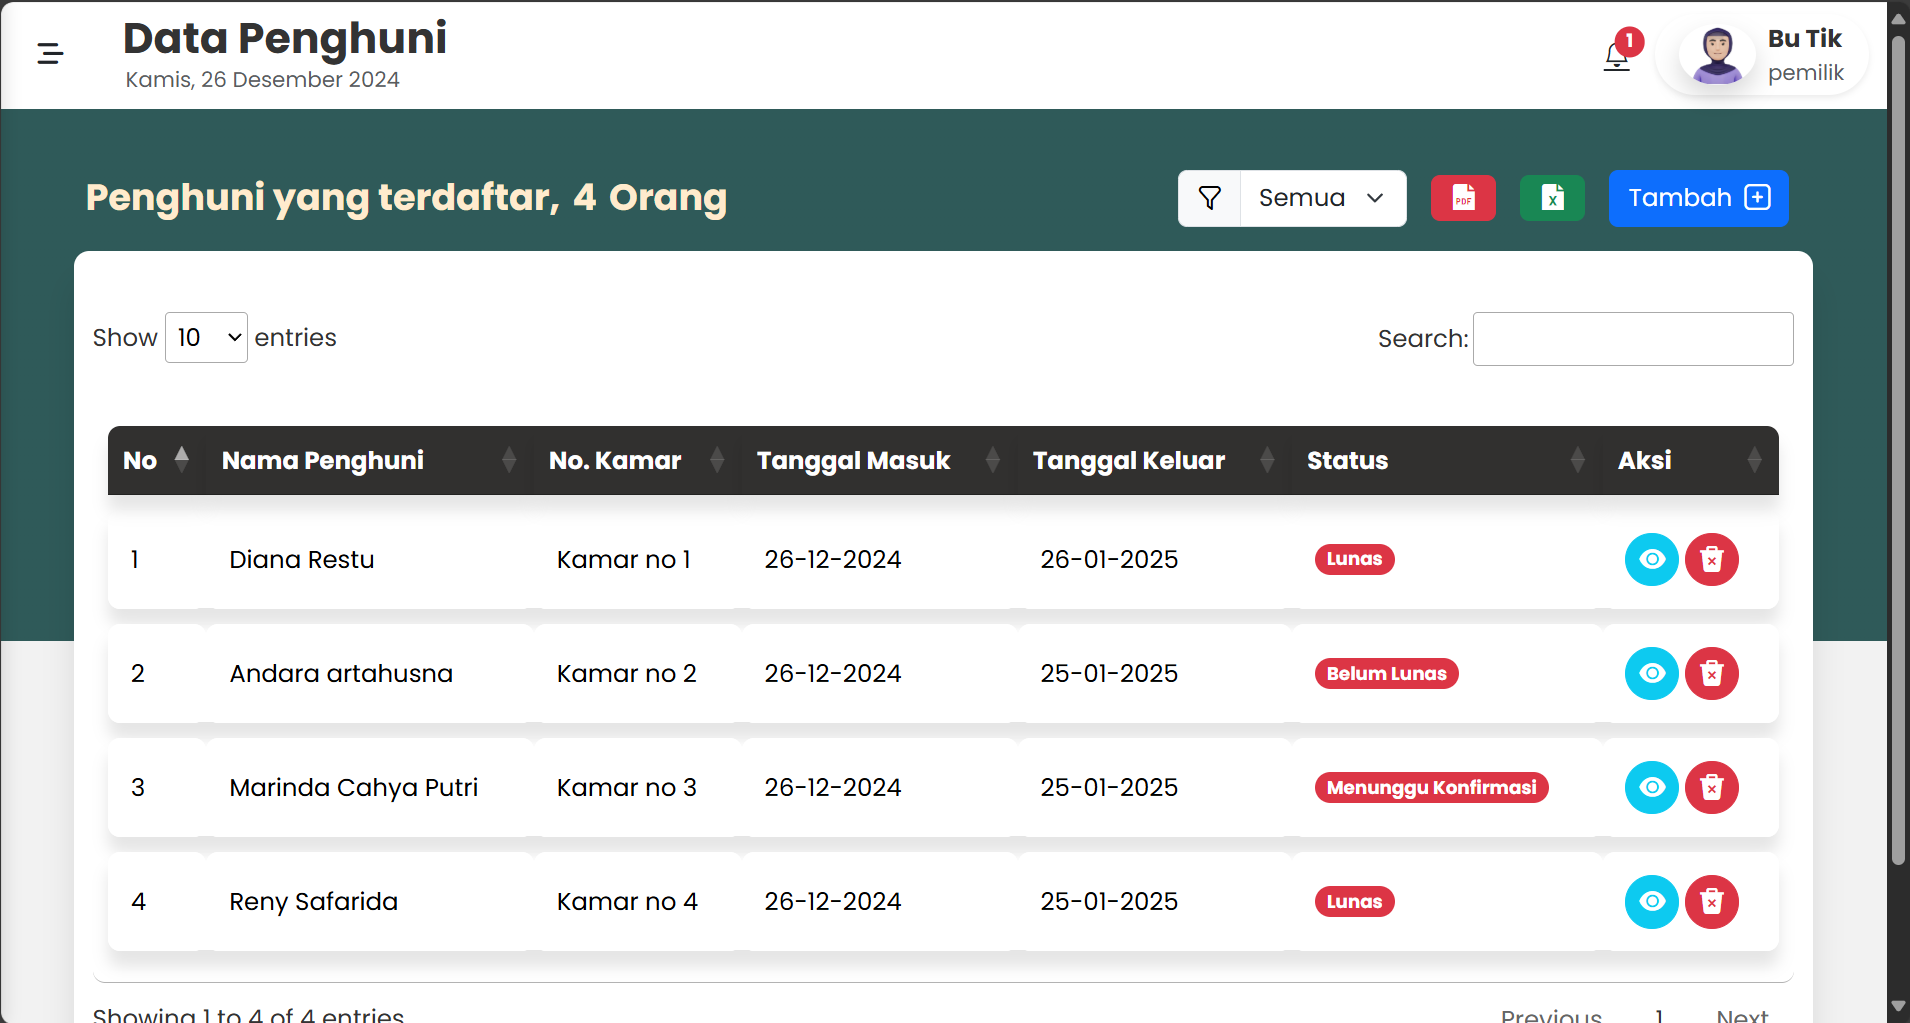 Data Penghuni
Kamis, 26 Desember 2024
1
Bu Tik
pemilik
Penghuni yang terdaftar, 4 Orang
Semua
PDF
X
Tambah
Show 10 entries
Search:
No Nama Penghuni No. Kamar Tanggal Masuk Tanggal Keluar Status Aksi
1 Diana Restu Kamar no 1 26-12-2024 26-01-2025 Lunas
2 Andara artahusna Kamar no 2 26-12-2024 25-01-2025 Belum Lunas
3 Marinda Cahya Putri Kamar no 3 26-12-2024 25-01-2025 Menunggu Konfirmasi
4 Reny Safarida Kamar no 4 26-12-2024 25-01-2025 Lunas
Showing 1 to 4 of 4 entries
Previous 1 Next